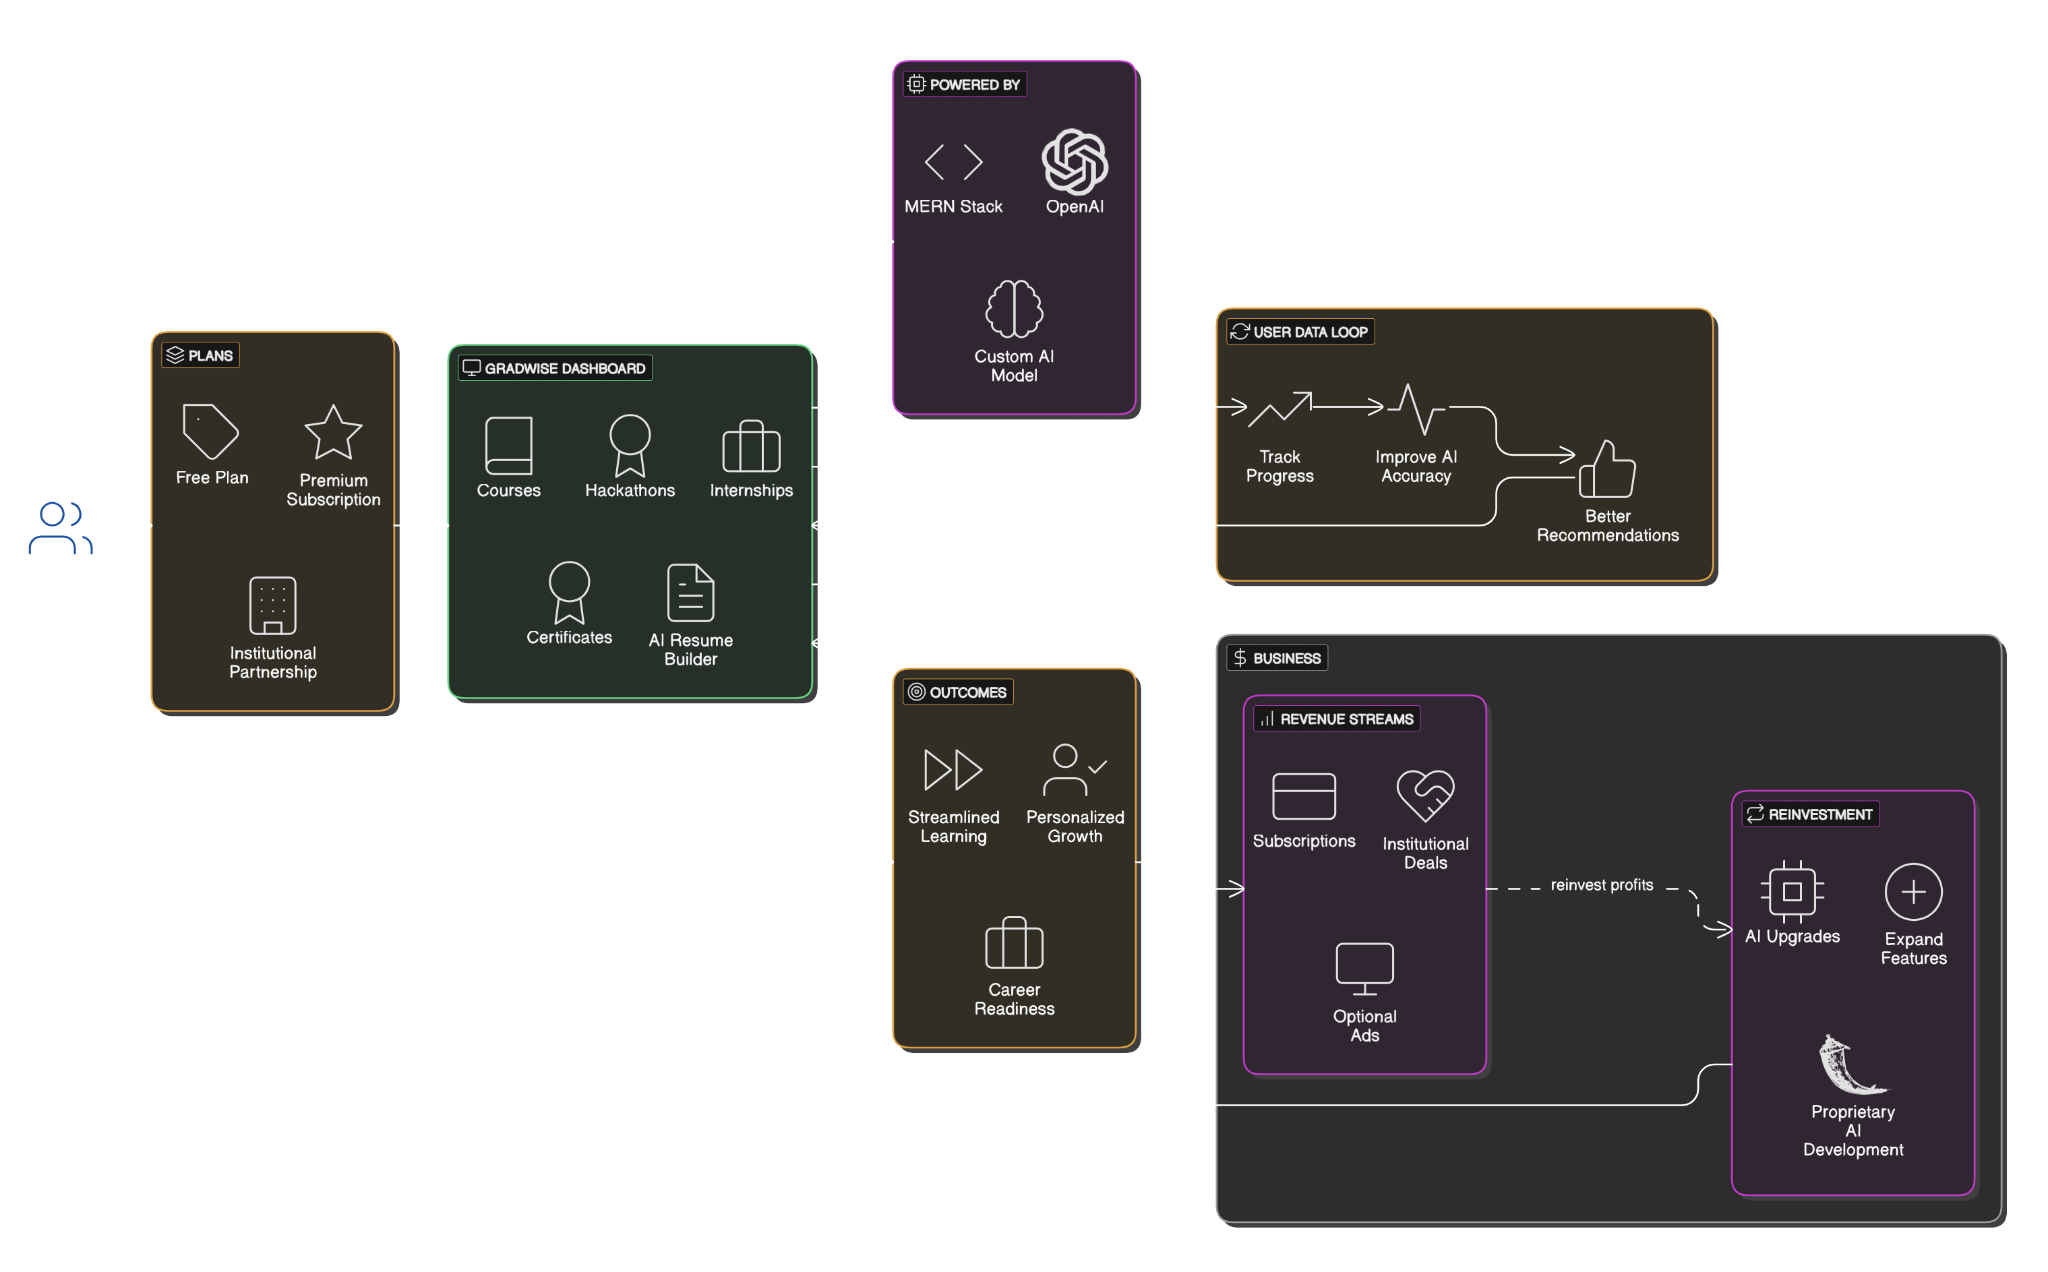 PLANS
Free Plan
Premium
Subscription
Institutional
Partnership
GRADWISE DASHBOARD
Courses
Hackathons
Internships
Certificates
AI Resume
Builder
POWERED BY
MERN Stack
OpenAI
Custom AI
Model
OUTCOMES
Streamlined
Learning
Personalized
Growth
Career
Readiness
USER DATA LOOP
Track
Progress
Improve AI
Accuracy
Better
Recommendations
BUSINESS
REVENUE STREAMS
Subscriptions
Institutional
Deals
Optional
Ads
reinvest profits
REINVESTMENT
AI Upgrades
Expand
Features
Proprietary
AI
Development